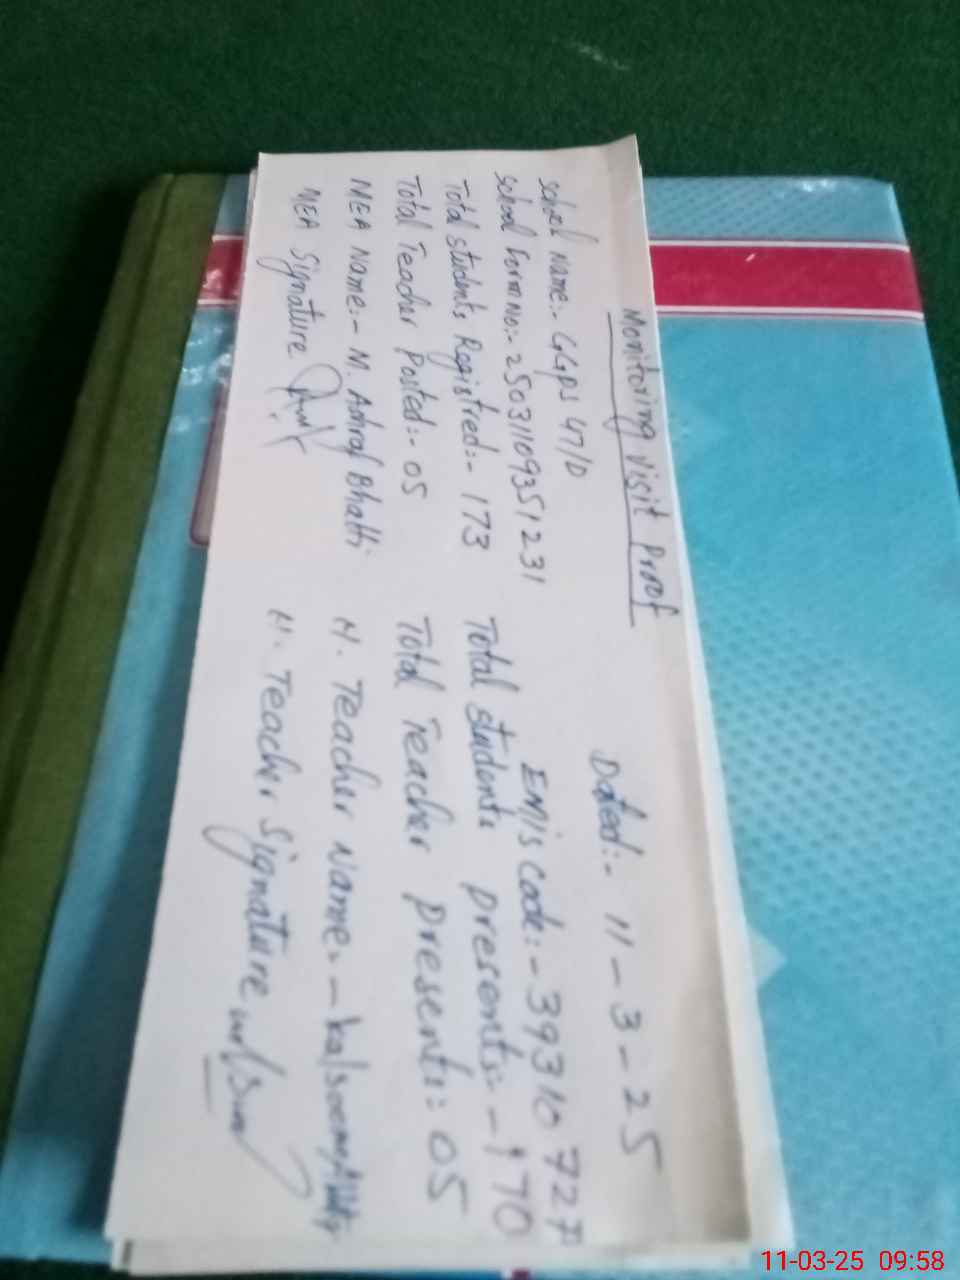 Monitoring Visit Proof
Dated:- 11-3-25
School Name:- GGPS 47/D
EMIS Code:- 39310727
School Form No:- 25031109351231
Total Students Registred:- 173
Total Students Presents:- 170
Total Teacher Posted:- 05
Total Teacher Presents: 05
MEA Name:- M. Ashraf Bhatti
H. Teacher Name:- Kalsoom
MEA Signature
H. Teacher Signature
11-03-25 09:58